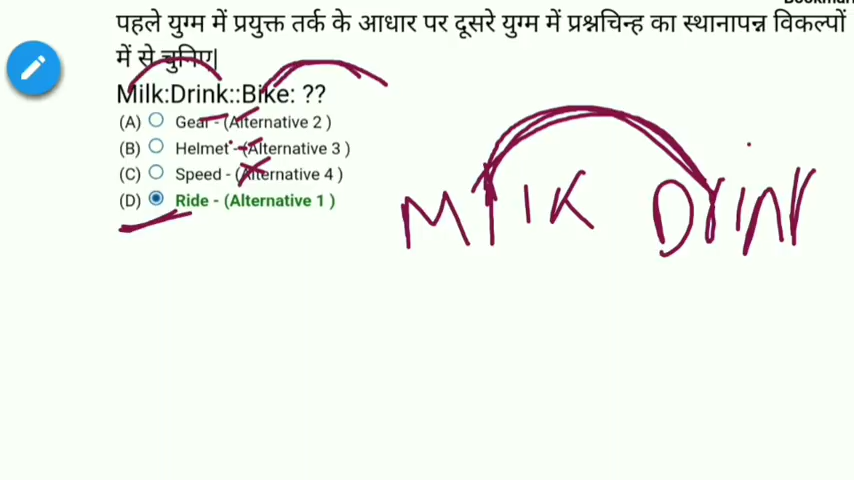 पहले युग्म में प्रयुक्त तर्क के आधार पर दूसरे युग्म में प्रश्नचिन्ह का स्थानापन्न विकल्पों
में से चुनिए|
Milk:Drink::Bike: ??
(A) Gear - (Alternative 2 )
(B) Helmet - (Alternative 3 )
(C) Speed - (Alternative 4 )
(D) Ride - (Alternative 1 )
MIlK DrinK